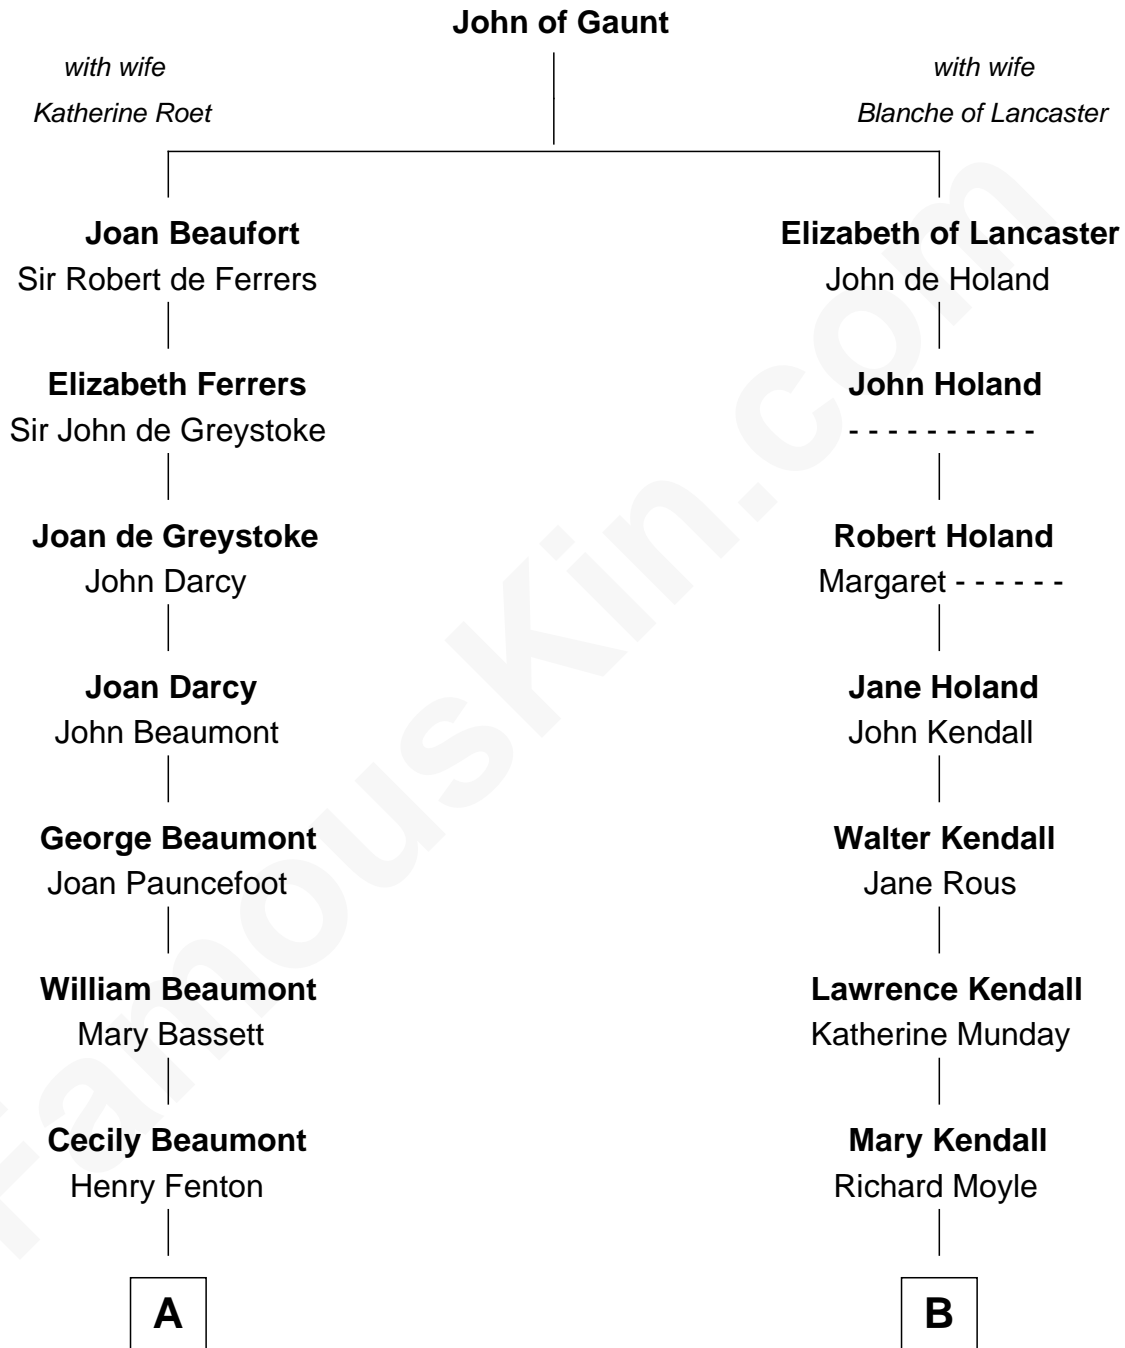 John of Gaunt
with wife
Katherine Roet
with wife
Blanche of Lancaster
Joan Beaufort
Sir Robert de Ferrers
Elizabeth of Lancaster
John de Holand
Elizabeth Ferrers
Sir John de Greystoke
John Holand
- - - - - - - - - -
Joan de Greystoke
John Darcy
Robert Holand
Margaret - - - - - -
Joan Darcy
John Beaumont
Jane Holand
John Kendall
George Beaumont
Joan Pauncefoot
Walter Kendall
Jane Rous
William Beaumont
Mary Bassett
Lawrence Kendall
Katherine Munday
Cecily Beaumont
Henry Fenton
Mary Kendall
Richard Moyle
A
B
FamousKin.com